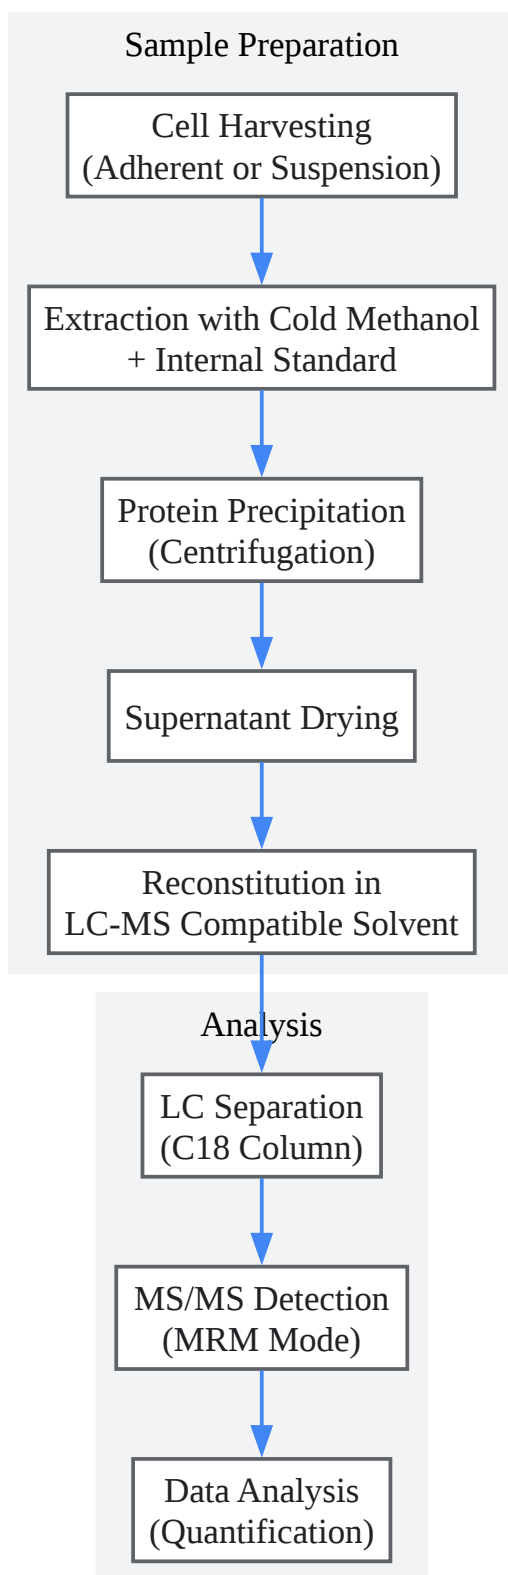 Sample Preparation
Cell Harvesting
(Adherent or Suspension)
Extraction with Cold Methanol
+ Internal Standard
Protein Precipitation
(Centrifugation)
Supernatant Drying
Reconstitution in
LC-MS Compatible Solvent
Analysis
LC Separation
(C18 Column)
MS/MS Detection
(MRM Mode)
Data Analysis
(Quantification)